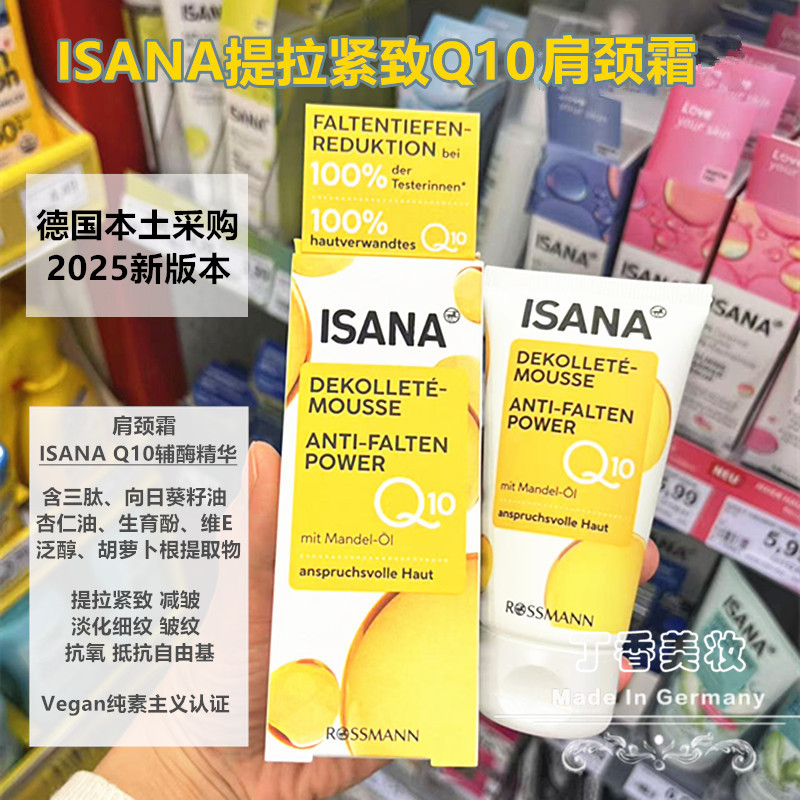 ISANA提拉紧致Q10肩颈霜
德国本土采购
2025新版本
肩颈霜
ISANA Q10辅酶精华
含三肽、向日葵籽油
杏仁油、生育酚、维E
泛醇、胡萝卜根提取物
提拉紧致 减皱
淡化细纹 皱纹
抗氧 抵抗自由基
Vegan纯素主义认证
FALTENTIEFEN-
REDUKTION bei
100% der
Testerinnen*
100%
hautverwandtes Q10
ISANA
DEKOLLETÉ-
MOUSSE
ANTI-FALTEN
POWER
Q10
mit Mandel-Öl
anspruchsvolle Haut
ROSSMANN
ISANA
DEKOLLETÉ-
MOUSSE
ANTI-FALTEN
POWER
Q10
mit Mandel-Öl
anspruchsvolle Haut
ROSSMANN
丁香美妆
Made In Germany
ISANA
Love
your skin
ISANA
ISANA
ISANA
NEU
5,99
ISANA